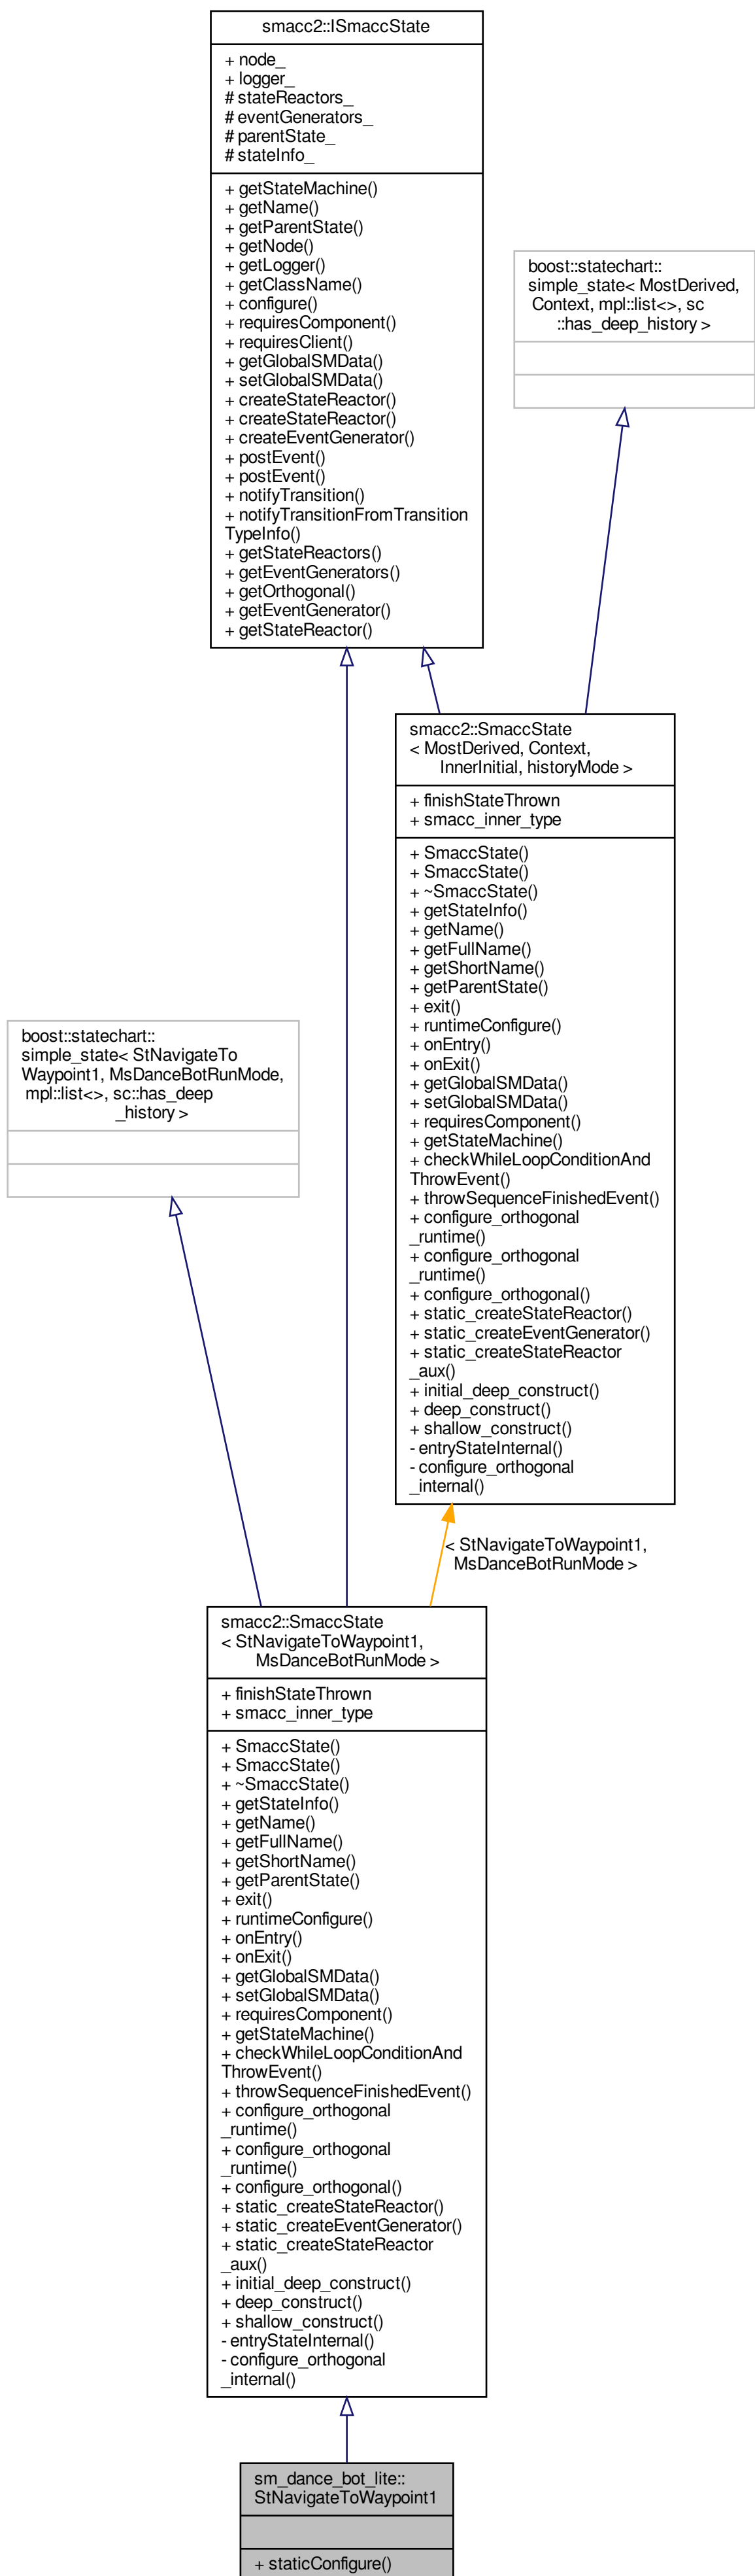 smacc2::ISmaccState
+ node_
+ logger_
# stateReactors_
# eventGenerators_
# parentState_
# stateInfo_
+ getStateMachine()
+ getName()
+ getParentState()
+ getNode()
+ getLogger()
+ getClassName()
+ configure()
+ requiresComponent()
+ requiresClient()
+ getGlobalSMData()
+ setGlobalSMData()
+ createStateReactor()
+ createStateReactor()
+ createEventGenerator()
+ postEvent()
+ postEvent()
+ notifyTransition()
+ notifyTransitionFromTransition
TypeInfo()
+ getStateReactors()
+ getEventGenerators()
+ getOrthogonal()
+ getEventGenerator()
+ getStateReactor()
boost::statechart::
simple_state< MostDerived,
Context, mpl::list<>, sc
::has_deep_history >
smacc2::SmaccState
< MostDerived, Context,
InnerInitial, historyMode >
+ finishStateThrown
+ smacc_inner_type
+ SmaccState()
+ SmaccState()
+ ~SmaccState()
+ getStateInfo()
+ getName()
+ getFullName()
+ getShortName()
+ getParentState()
+ exit()
+ runtimeConfigure()
+ onEntry()
+ onExit()
+ getGlobalSMData()
+ setGlobalSMData()
+ requiresComponent()
+ getStateMachine()
+ checkWhileLoopConditionAnd
ThrowEvent()
+ throwSequenceFinishedEvent()
+ configure_orthogonal
_runtime()
+ configure_orthogonal
_runtime()
+ configure_orthogonal()
+ static_createStateReactor()
+ static_createEventGenerator()
+ static_createStateReactor
_aux()
+ initial_deep_construct()
+ deep_construct()
+ shallow_construct()
- entryStateInternal()
- configure_orthogonal
_internal()
boost::statechart::
simple_state< StNavigateTo
Waypoint1, MsDanceBotRunMode,
mpl::list<>, sc::has_deep
_history >
< StNavigateToWaypoint1,
MsDanceBotRunMode >
smacc2::SmaccState
< StNavigateToWaypoint1,
MsDanceBotRunMode >
+ finishStateThrown
+ smacc_inner_type
+ SmaccState()
+ SmaccState()
+ ~SmaccState()
+ getStateInfo()
+ getName()
+ getFullName()
+ getShortName()
+ getParentState()
+ exit()
+ runtimeConfigure()
+ onEntry()
+ onExit()
+ getGlobalSMData()
+ setGlobalSMData()
+ requiresComponent()
+ getStateMachine()
+ checkWhileLoopConditionAnd
ThrowEvent()
+ throwSequenceFinishedEvent()
+ configure_orthogonal
_runtime()
+ configure_orthogonal
_runtime()
+ configure_orthogonal()
+ static_createStateReactor()
+ static_createEventGenerator()
+ static_createStateReactor
_aux()
+ initial_deep_construct()
+ deep_construct()
+ shallow_construct()
- entryStateInternal()
- configure_orthogonal
_internal()
sm_dance_bot_lite::
StNavigateToWaypoint1
+ staticConfigure()